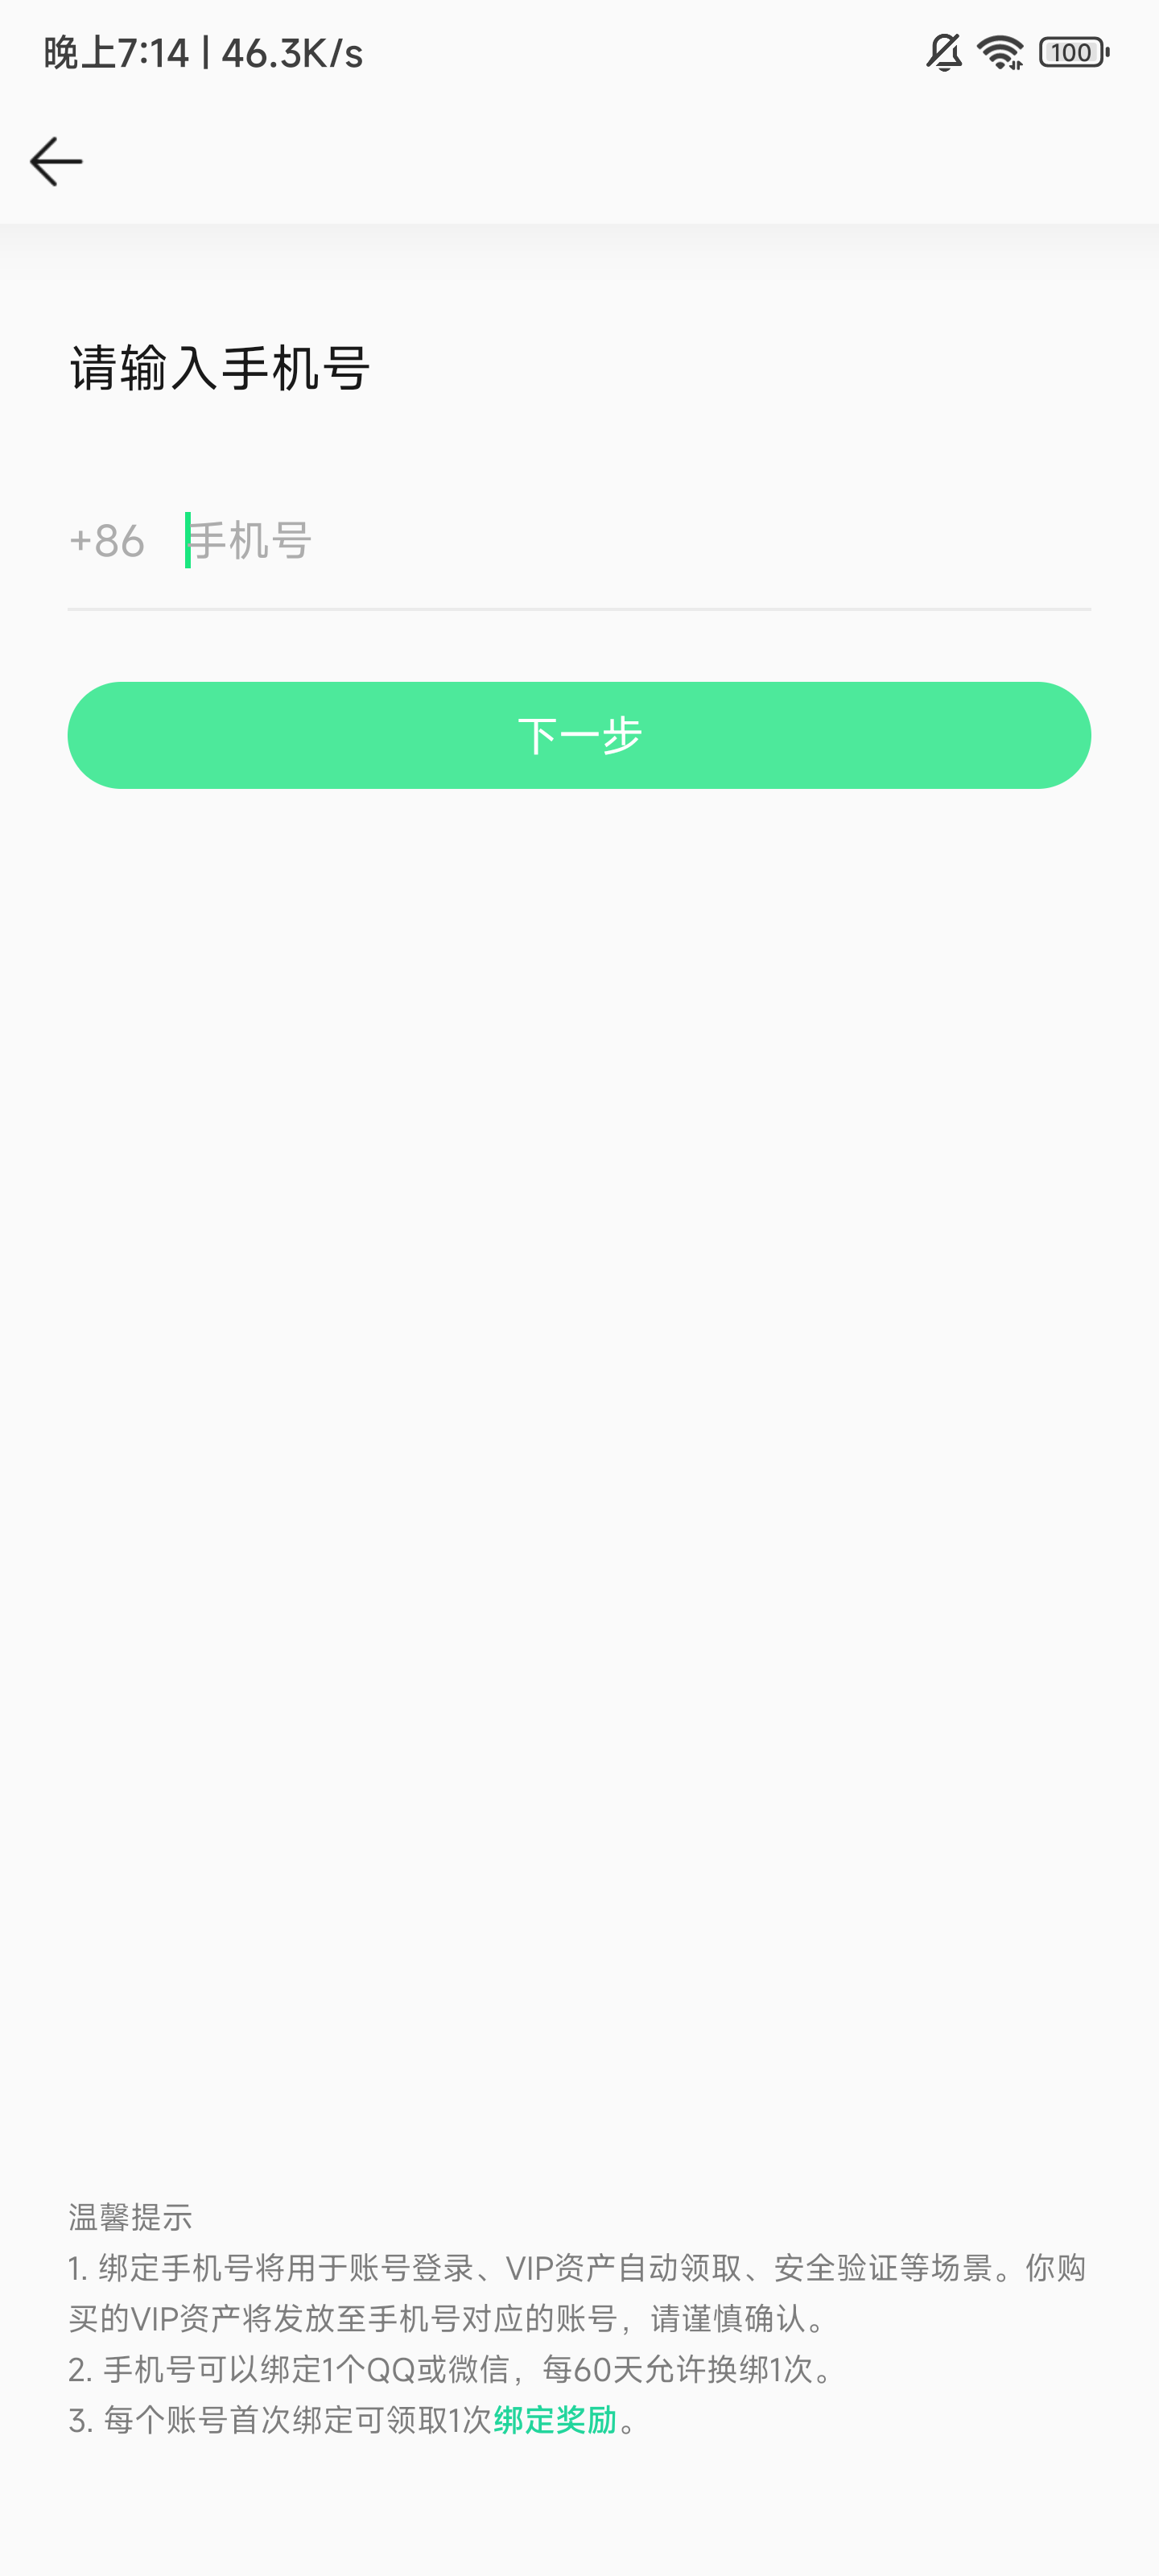 晚上7:14 | 46.3K/s
100
请输入手机号
+86 手机号
下一步
温馨提示
1. 绑定手机号将用于账号登录、VIP资产自动领取、安全验证等场景。你购
买的VIP资产将发放至手机号对应的账号，请谨慎确认。
2. 手机号可以绑定1个QQ或微信，每60天允许换绑1次。
3. 每个账号首次绑定可领取1次绑定奖励。